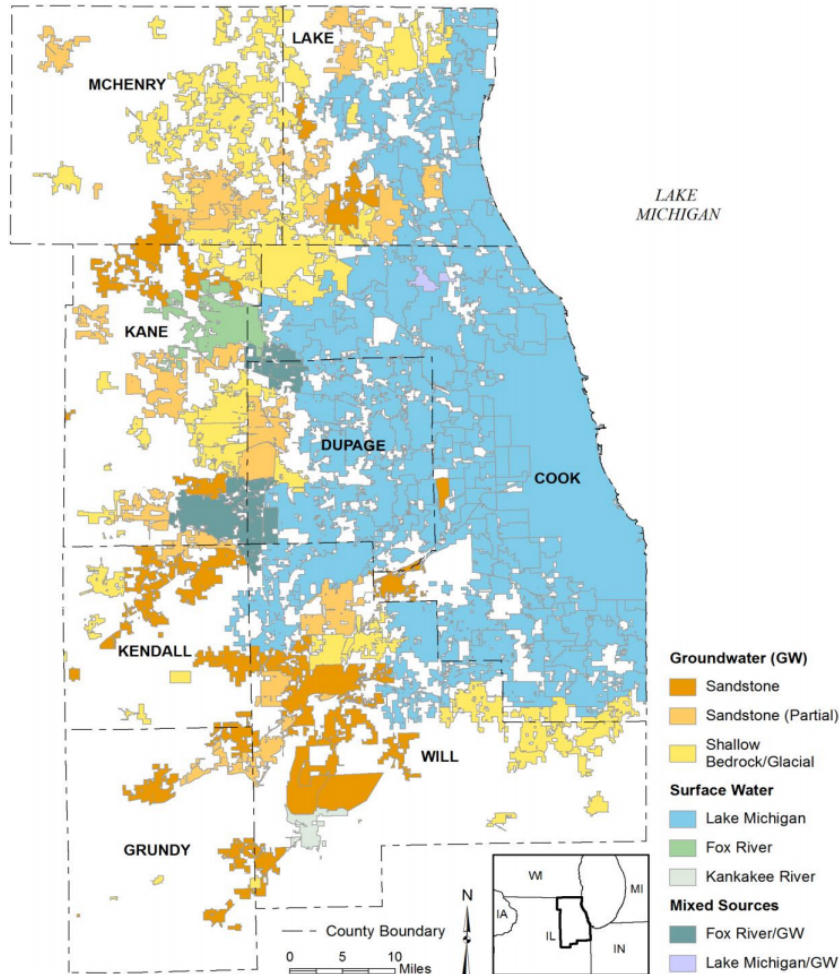 LAKE
MCHENRY
LAKE
MICHIGAN
KANE
DUPAGE
COOK
KENDALL
WILL
GRUNDY
Groundwater (GW)
Sandstone
Sandstone (Partial)
Shallow
Bedrock/Glacial
Surface Water
Lake Michigan
Fox River
Kankakee River
Mixed Sources
Fox River/GW
Lake Michigan/GW
County Boundary
0 5 10
Miles
N
WI
MI
IA
IL
IN